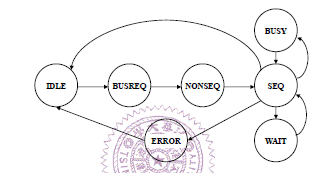 BUSY
IDLE
BUSREQ
NONSEQ
SEQ
ERROR
WAIT